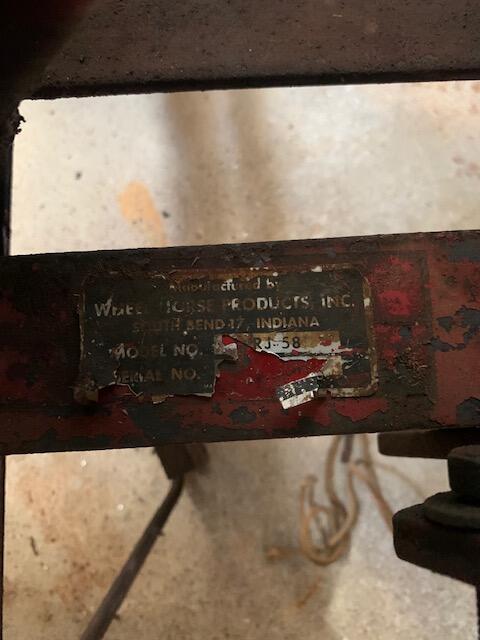 Manufactured by
WHEEL HORSE PRODUCTS, INC.
SOUTH BEND 17, INDIANA
MODEL NO. RJ-58
SERIAL NO.